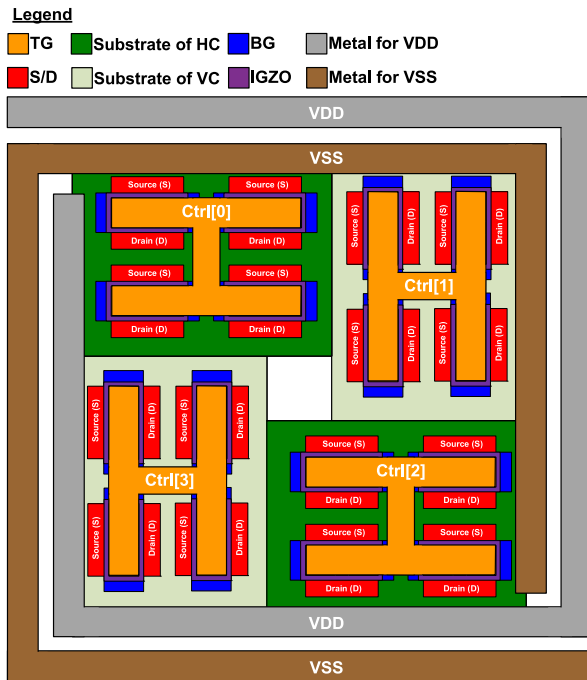 Legend
TG Substrate of HC BG Metal for VDD
S/D Substrate of VC IGZO Metal for VSS
VDD
VSS
Source (S) Source (S)
Ctrl[0]
Drain (D) Drain (D)
Source (S) Source (S)
Drain (D) Drain (D)
Source (S) Drain (D) Source (S) Drain (D)
Ctrl[1]
Source (S) Drain (D) Source (S) Drain (D)
Source (S) Drain (D) Source (S) Drain (D)
Ctrl[3]
Source (S) Drain (D) Source (S) Drain (D)
Source (S) Source (S)
Ctrl[2]
Drain (D) Drain (D)
Source (S) Source (S)
Drain (D) Drain (D)
VDD
VSS